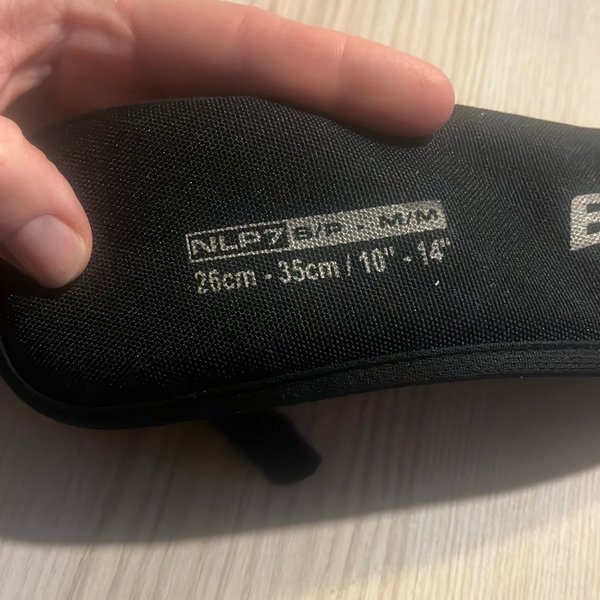 NLP7 S/P - M/M
26cm - 35cm / 10" - 14"